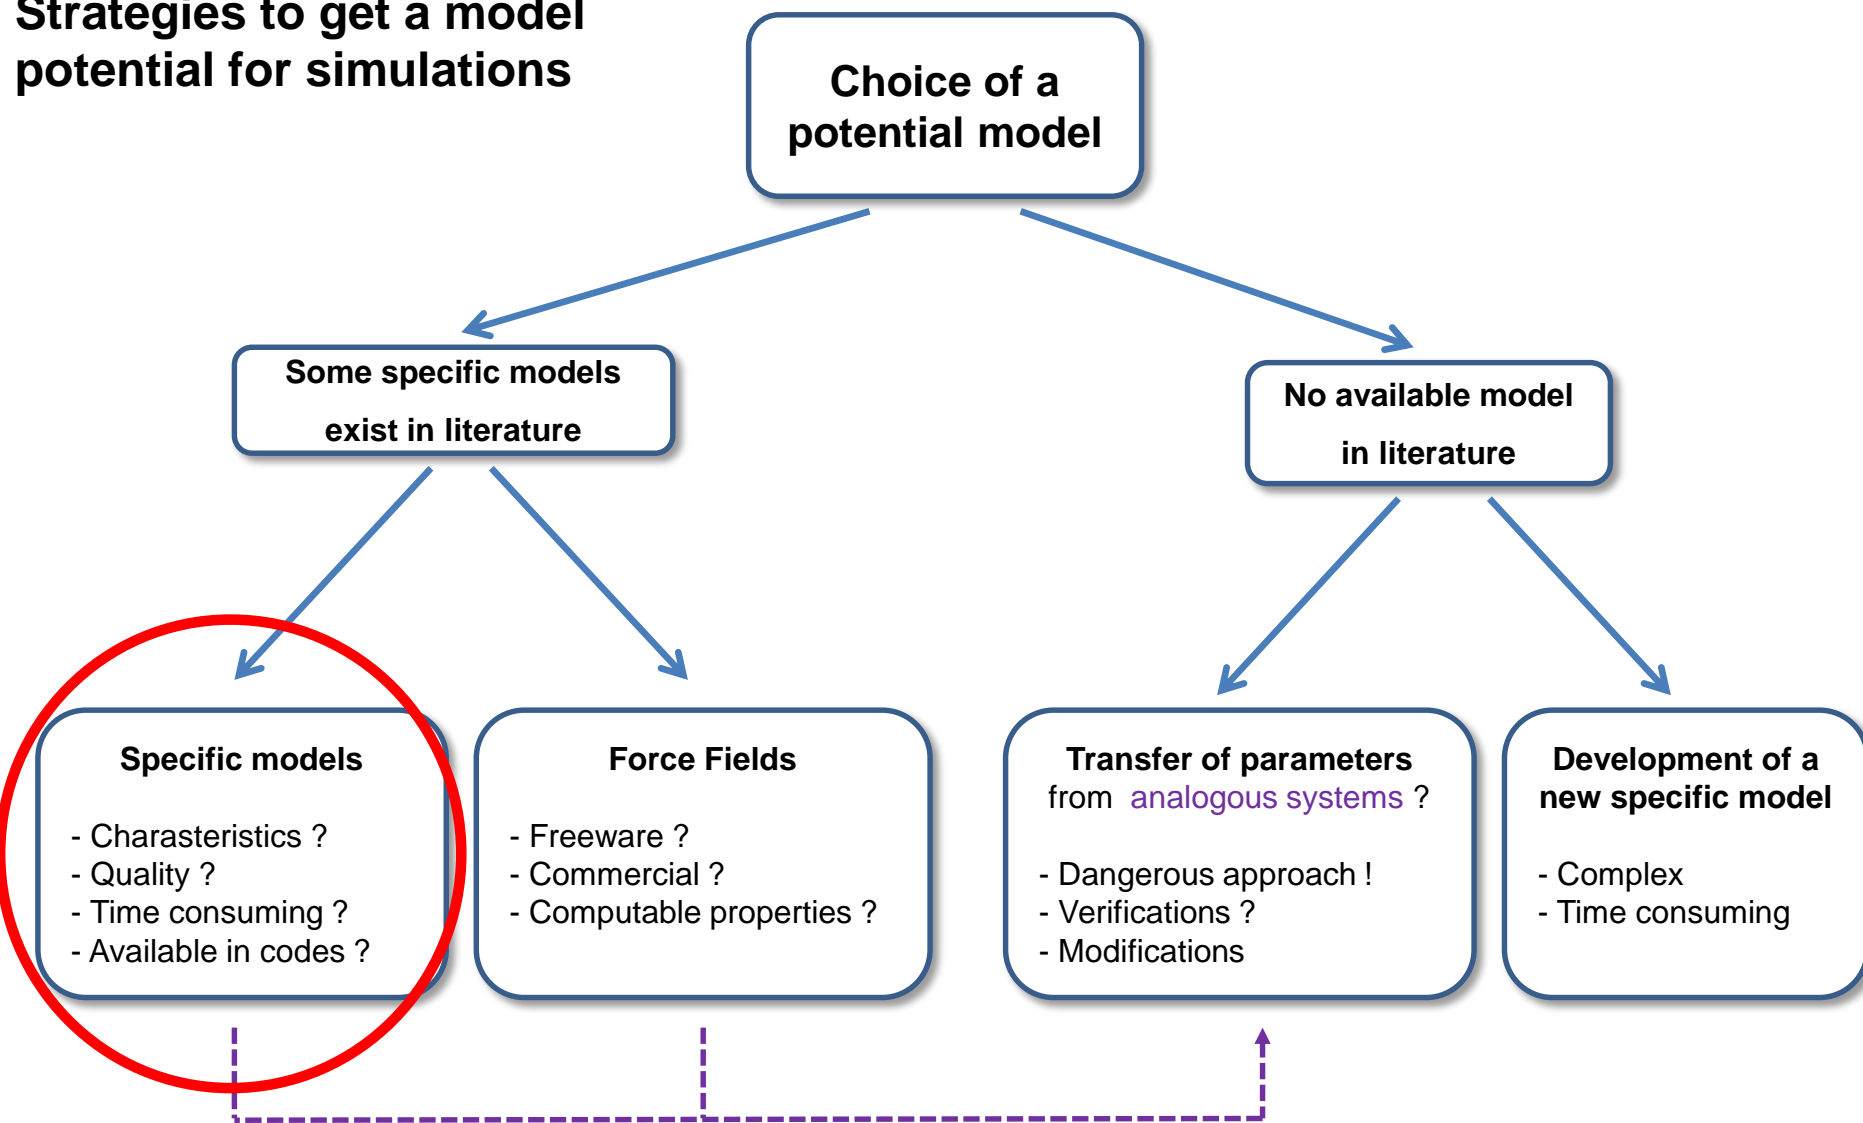 Strategies to get a model
potential for simulations
Choice of a
potential model
Some specific models
exist in literature
No available model
in literature
Specific models
- Charasteristics ?
- Quality ?
- Time consuming ?
- Available in codes ?
Force Fields
- Freeware ?
- Commercial ?
- Computable properties ?
Transfer of parameters
from analogous systems ?
- Dangerous approach !
- Verifications ?
- Modifications
Development of a
new specific model
- Complex
- Time consuming